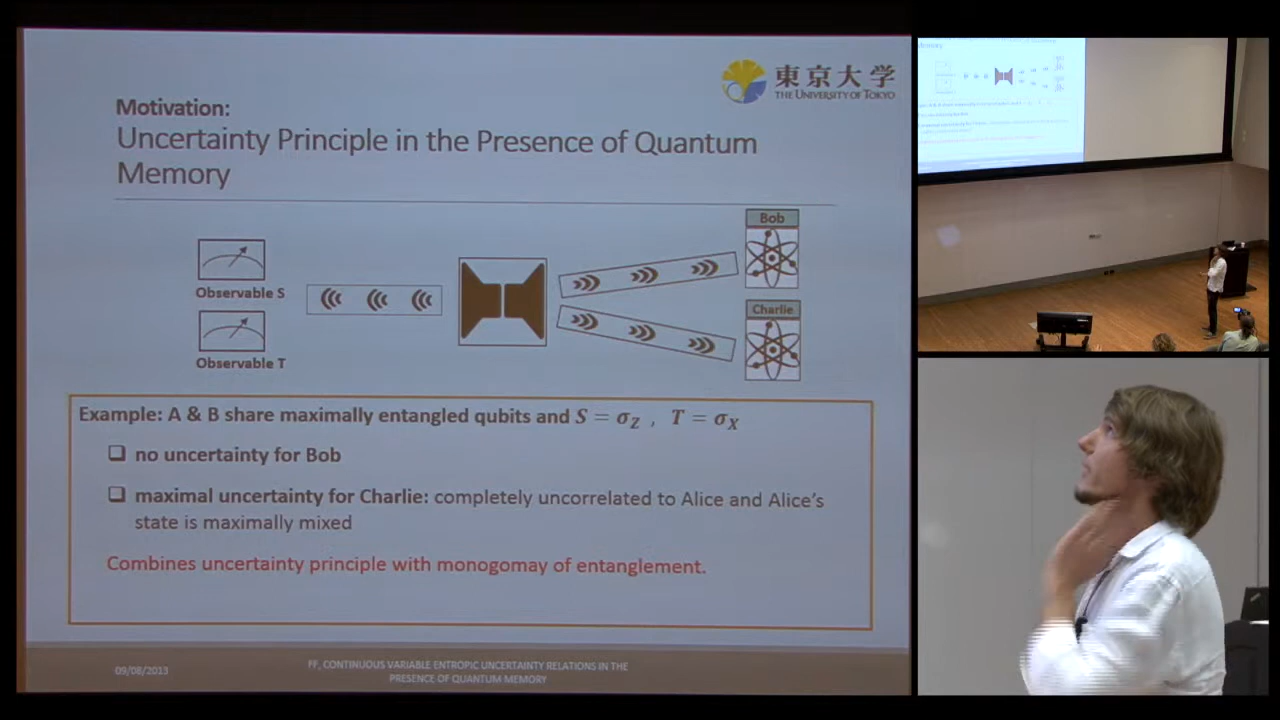 東京大学
THE UNIVERSITY OF TOKYO
Motivation:
Uncertainty Principle in the Presence of Quantum
Memory
Bob
Observable S
Charlie
Observable T
Example: A & B share maximally entangled qubits and S = σ_Z , T = σ_X
no uncertainty for Bob
maximal uncertainty for Charlie: completely uncorrelated to Alice and Alice's
state is maximally mixed
Combines uncertainty principle with monogomay of entanglement.
09/08/2013
FF, CONTINUOUS VARIABLE ENTROPIC UNCERTAINTY RELATIONS IN THE
PRESENCE OF QUANTUM MEMORY